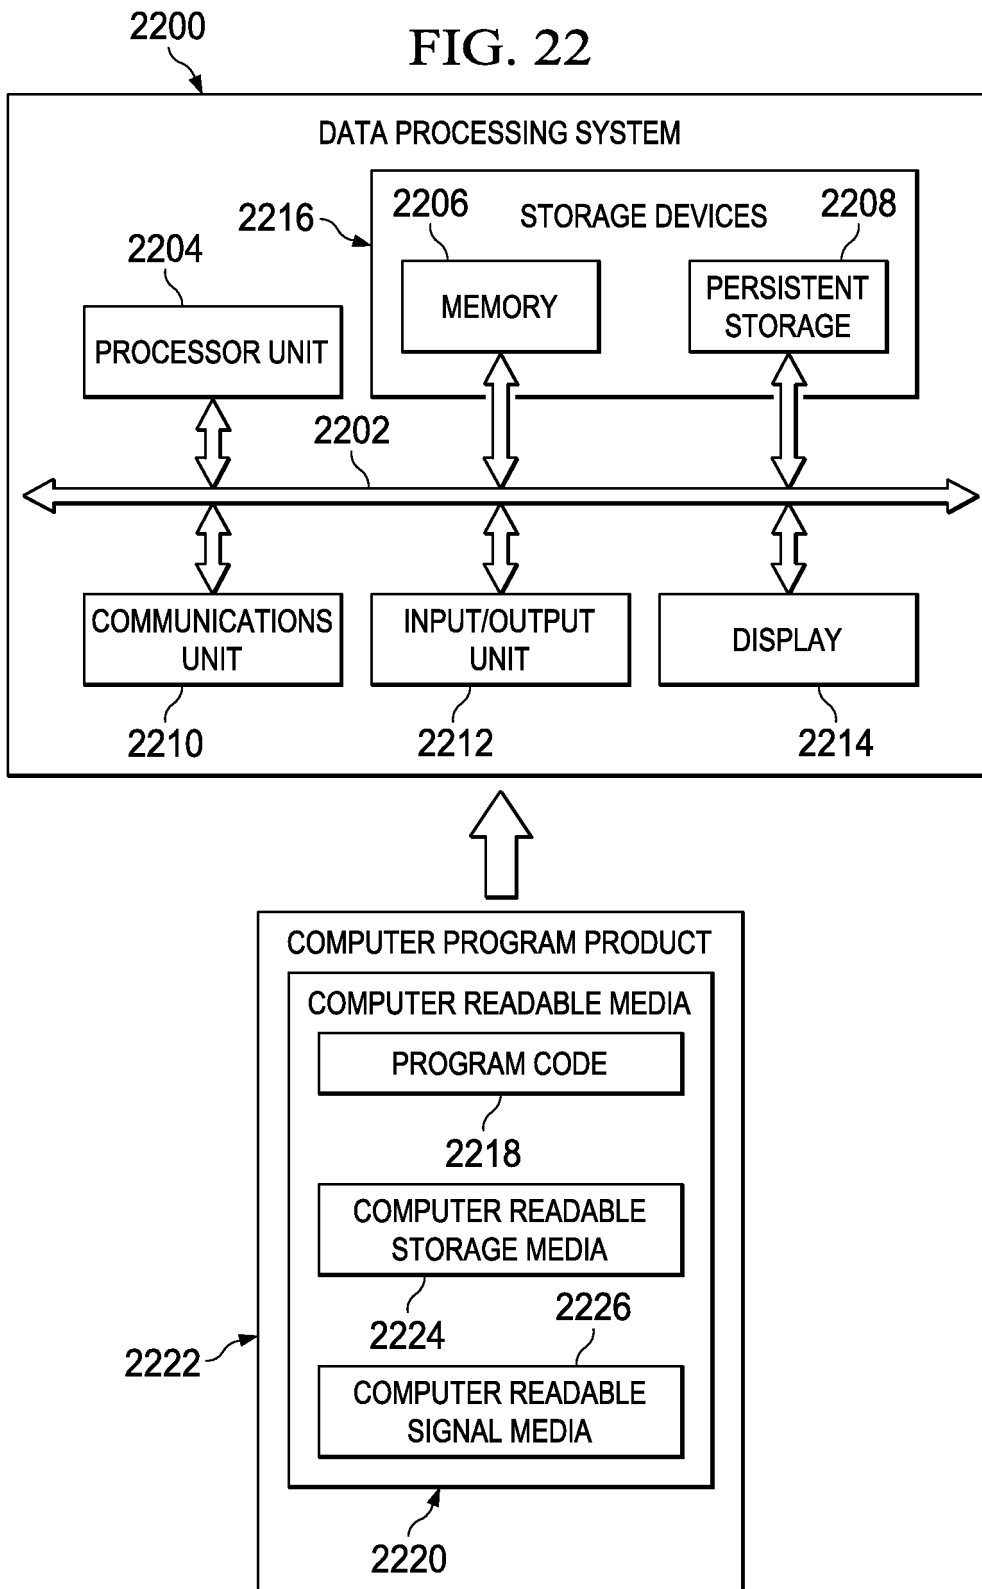 2200
FIG. 22
DATA PROCESSING SYSTEM
2216
2206
STORAGE DEVICES
2208
2204
MEMORY
PERSISTENT
STORAGE
PROCESSOR UNIT
2202
COMMUNICATIONS
UNIT
INPUT/OUTPUT
UNIT
DISPLAY
2210
2212
2214
COMPUTER PROGRAM PRODUCT
COMPUTER READABLE MEDIA
PROGRAM CODE
2218
COMPUTER READABLE
STORAGE MEDIA
2224
2226
2222
COMPUTER READABLE
SIGNAL MEDIA
2220